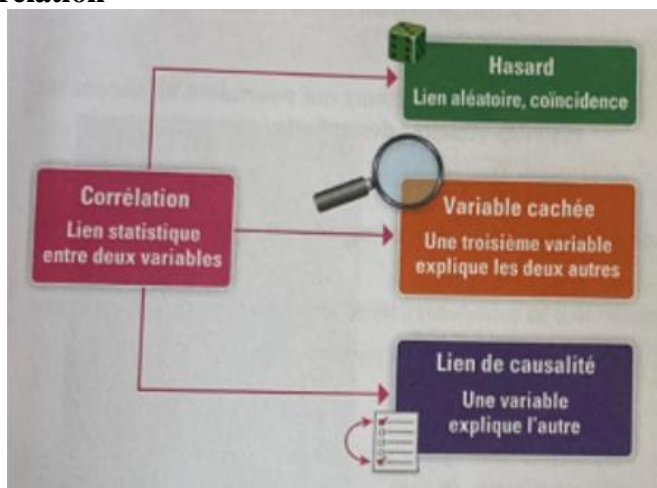 Hasard
Lien aléatoire, coïncidence
Corrélation
Lien statistique
entre deux variables
Variable cachée
Une troisième variable
explique les deux autres
Lien de causalité
Une variable
explique l'autre